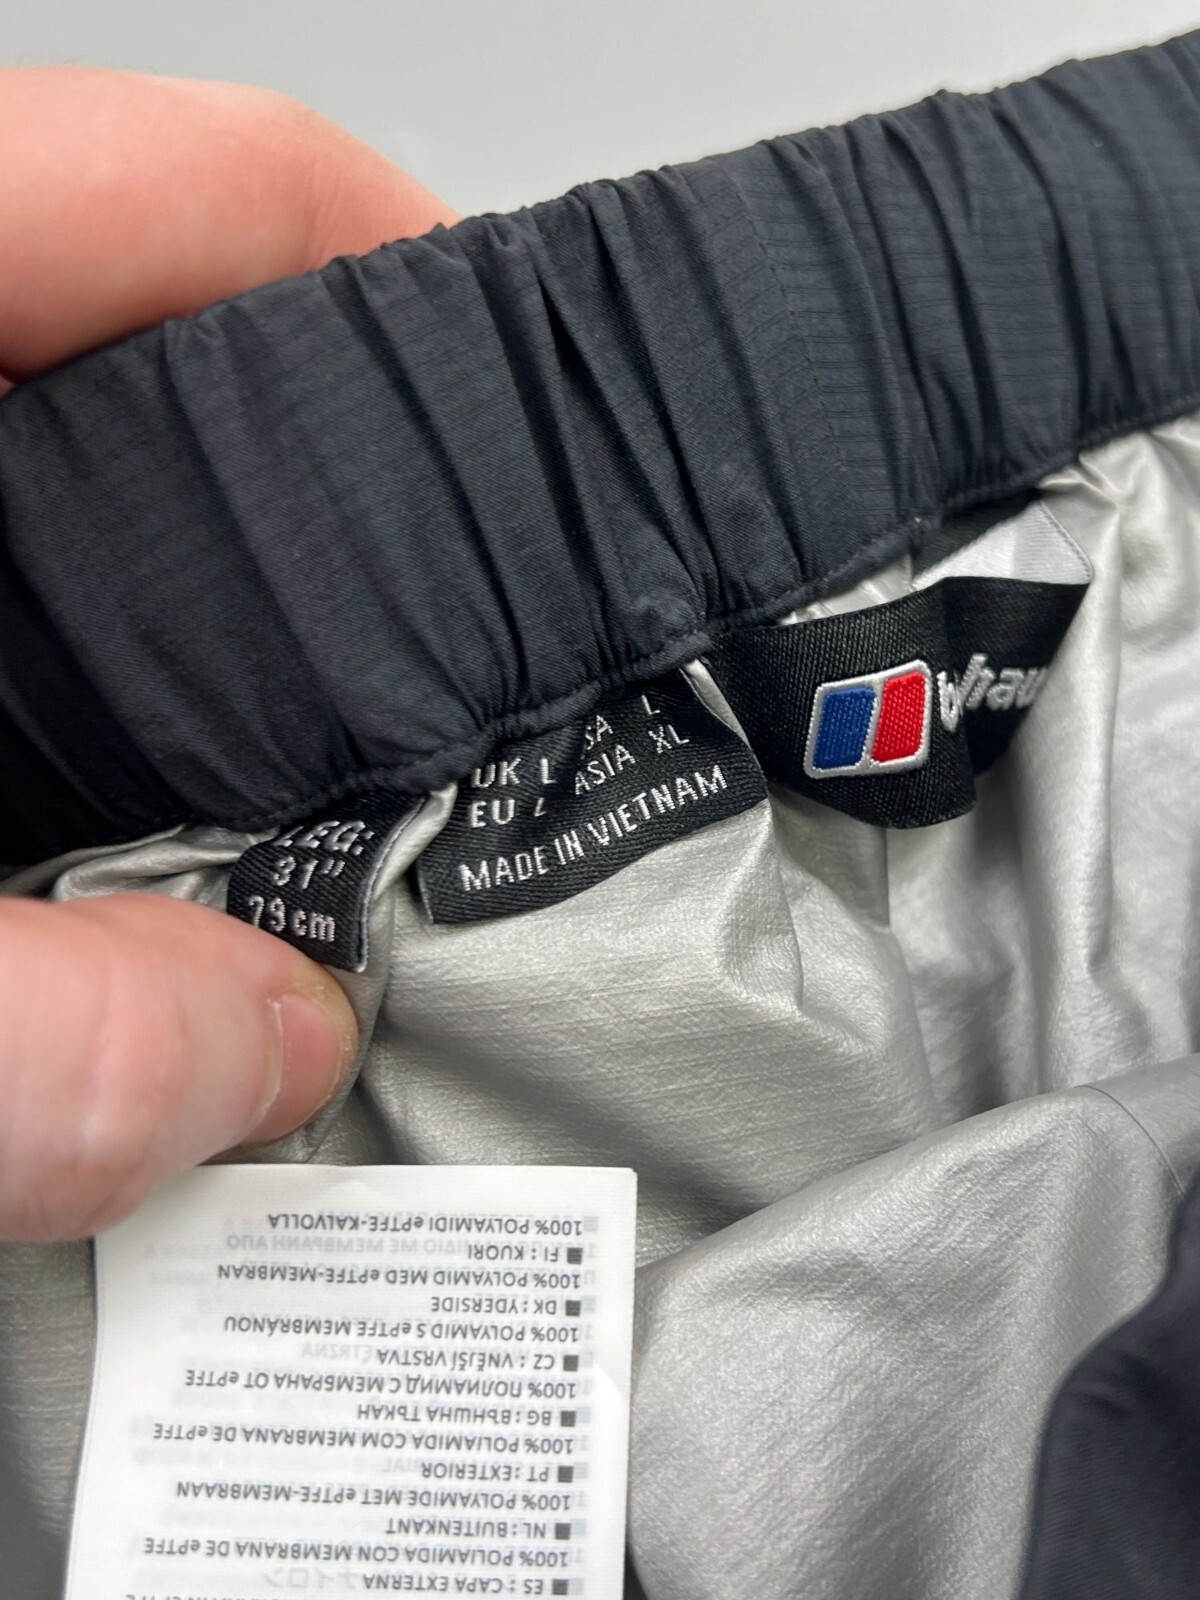 UK L
L
EU L ASIA XL
MADE IN VIETNAM
LEG:
31"
79 cm
■ ES : CAPA EXTERNA
100% POLIAMIDA CON MEMBRANA DE ePTFE
■ NL : BUITENKANT
100% POLYAMIDE MET ePTFE-MEMBRAAN
■ PT : EXTERIOR
100% POLIAMIDA COM MEMBRANA DE ePTFE
■ BG : ВЪНШНА ТЪКАН
100% ПОЛИАМИД С МЕМБРАНА ОТ ePTFE
■ CZ : VNĚJŠÍ VRSTVA
100% POLYAMID S ePTFE MEMBRÁNOU
■ DK : YDERSIDE
100% POLYAMID MED ePTFE-MEMBRAN
■ FI : KUORI
100% POLYAMIDI ePTFE-KALVOLLA